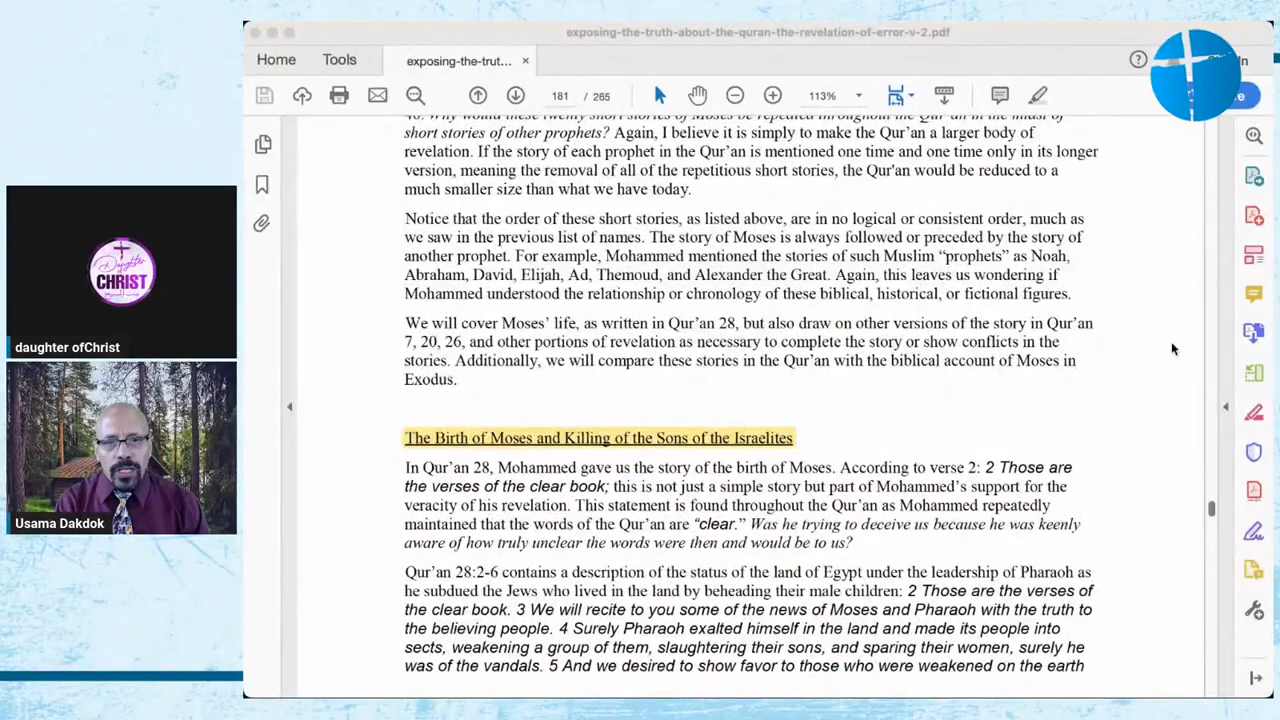 exposing-the-truth-about-the-quran-the-revelation-of-error-v-2.pdf
Home Tools exposing-the-trut... ×
181 / 265 113%
short stories of other prophets? Again, I believe it is simply to make the Qur'an a larger body of
revelation. If the story of each prophet in the Qur'an is mentioned one time and one time only in its longer
version, meaning the removal of all of the repetitious short stories, the Qur'an would be reduced to a
much smaller size than what we have today.
Notice that the order of these short stories, as listed above, are in no logical or consistent order, much as
we saw in the previous list of names. The story of Moses is always followed or preceded by the story of
another prophet. For example, Mohammed mentioned the stories of such Muslim “prophets” as Noah,
Abraham, David, Elijah, Ad, Themoud, and Alexander the Great. Again, this leaves us wondering if
Mohammed understood the relationship or chronology of these biblical, historical, or fictional figures.
We will cover Moses’ life, as written in Qur’an 28, but also draw on other versions of the story in Qur’an
7, 20, 26, and other portions of revelation as necessary to complete the story or show conflicts in the
stories. Additionally, we will compare these stories in the Qur’an with the biblical account of Moses in
Exodus.
The Birth of Moses and Killing of the Sons of the Israelites
In Qur’an 28, Mohammed gave us the story of the birth of Moses. According to verse 2: 2 Those are
the verses of the clear book; this is not just a simple story but part of Mohammed’s support for the
veracity of his revelation. This statement is found throughout the Qur’an as Mohammed repeatedly
maintained that the words of the Qur’an are “clear.” Was he trying to deceive us because he was keenly
aware of how truly unclear the words were then and would be to us?
Qur’an 28:2-6 contains a description of the status of the land of Egypt under the leadership of Pharaoh as
he subdued the Jews who lived in the land by beheading their male children: 2 Those are the verses of
the clear book. 3 We will recite to you some of the news of Moses and Pharaoh with the truth to
the believing people. 4 Surely Pharaoh exalted himself in the land and made its people into
sects, weakening a group of them, slaughtering their sons, and sparing their women, surely he
was of the vandals. 5 And we desired to show favor to those who were weakened on the earth
Daughter
CHRIST
daughter ofChrist
Usama Dakdok